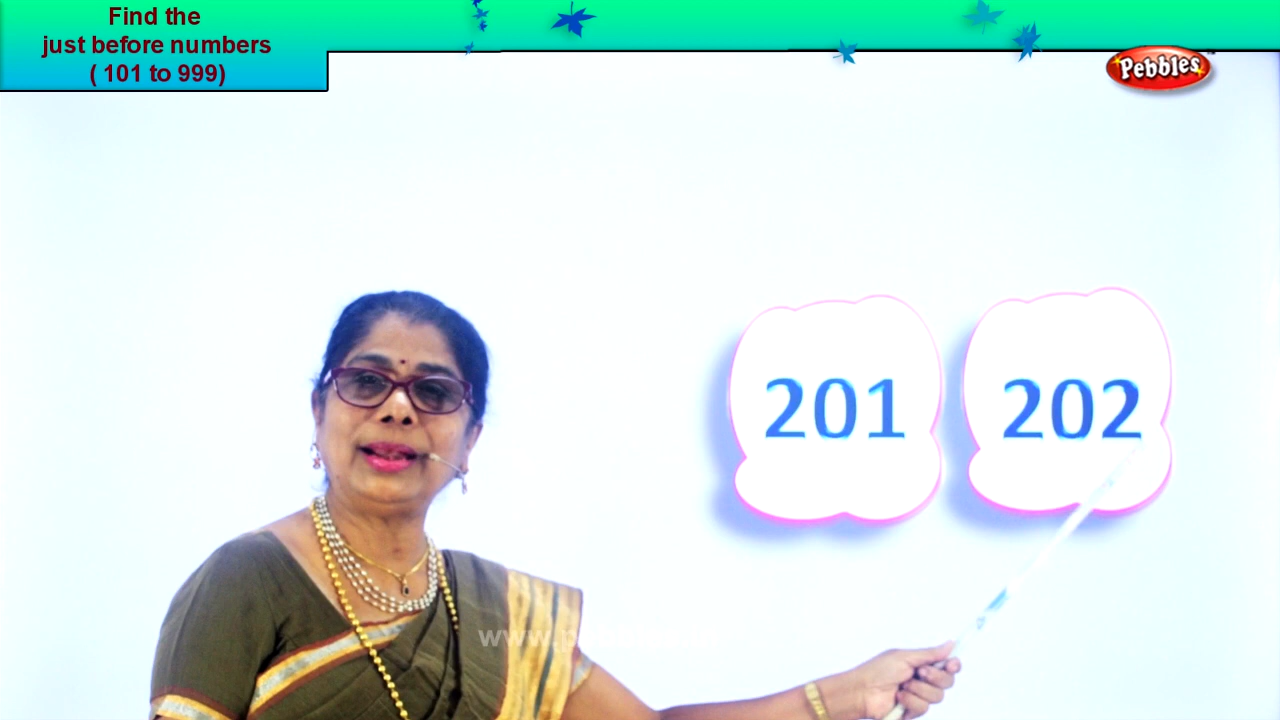 Find the
just before numbers
( 101 to 999)
Pebbles
201 202